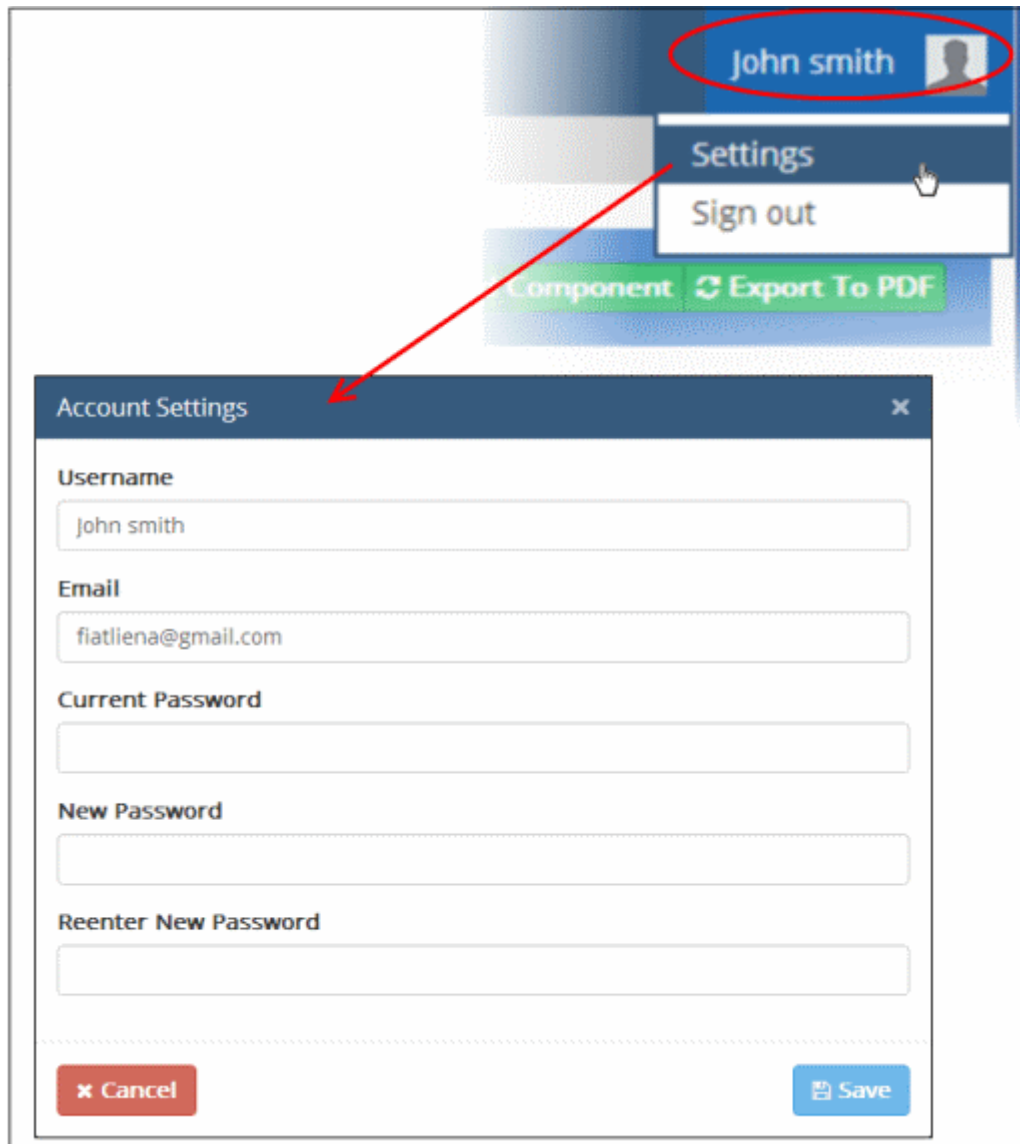 John smith
Settings
Sign out
Component Export To PDF
Account Settings
Username
John smith
Email
fiatliena@gmail.com
Current Password
New Password
Reenter New Password
Cancel Save